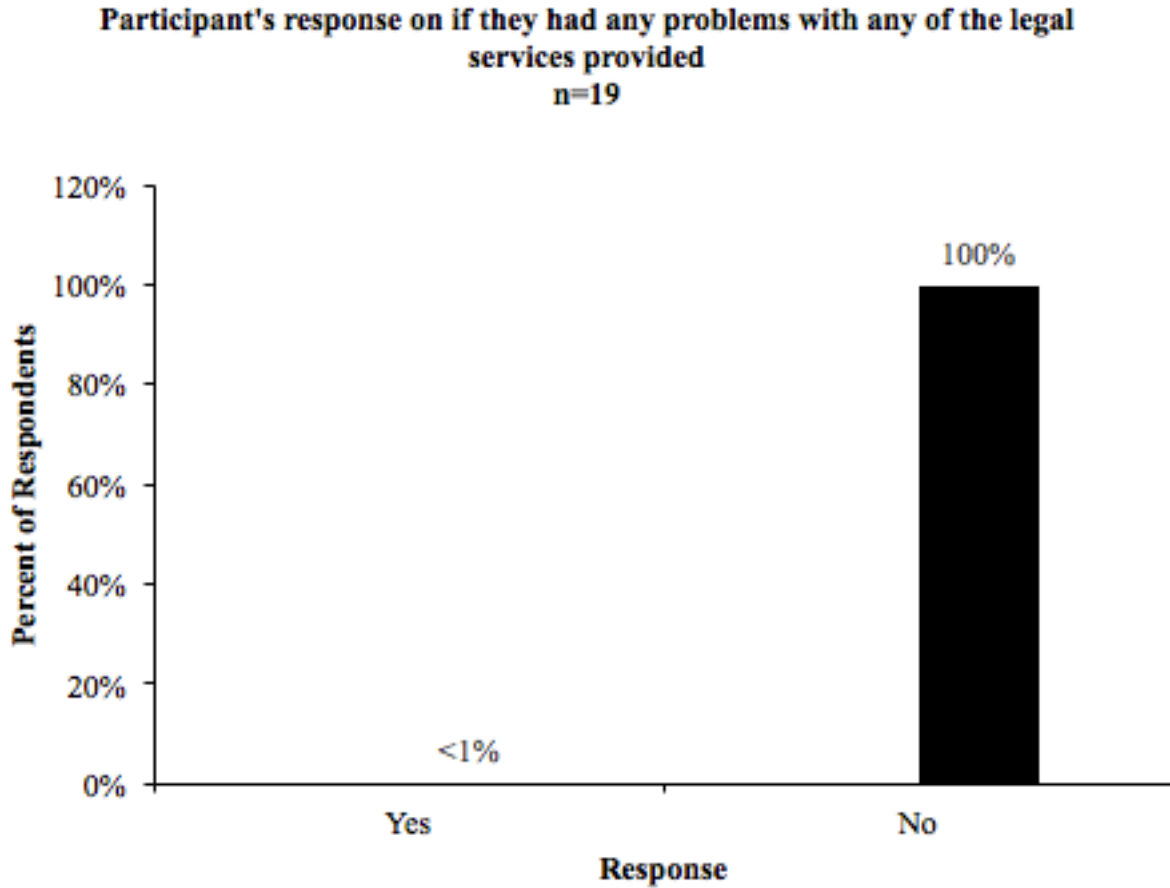 Participant's response on if they had any problems with any of the legal
services provided
n=19
120%
100%
80%
60%
40%
20%
0%
Percent of Respondents
<1%
100%
Yes
No
Response